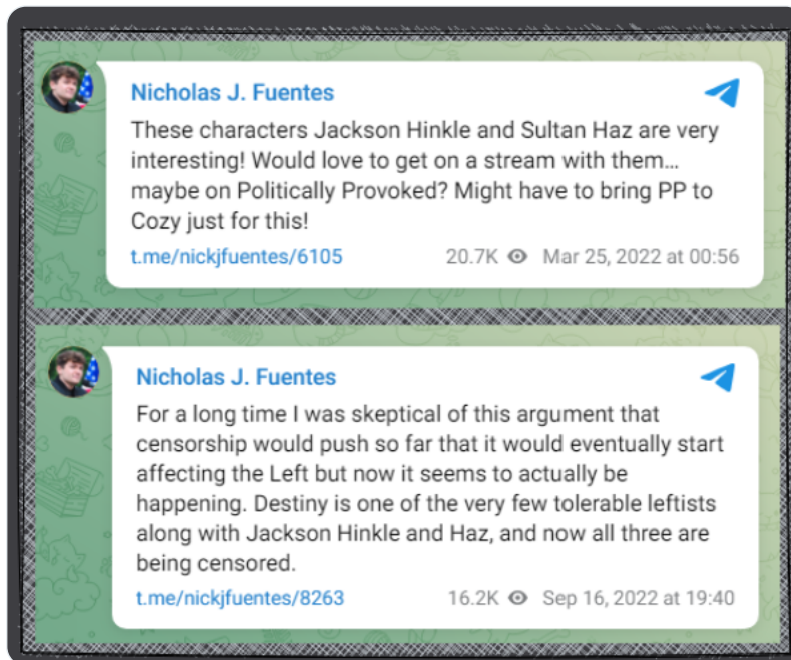 Nicholas J. Fuentes
These characters Jackson Hinkle and Sultan Haz are very
interesting! Would love to get on a stream with them...
maybe on Politically Provoked? Might have to bring PP to
Cozy just for this!
t.me/nickjfuentes/6105 20.7K Mar 25, 2022 at 00:56
Nicholas J. Fuentes
For a long time I was skeptical of this argument that
censorship would push so far that it would eventually start
affecting the Left but now it seems to actually be
happening. Destiny is one of the very few tolerable leftists
along with Jackson Hinkle and Haz, and now all three are
being censored.
t.me/nickjfuentes/8263 16.2K Sep 16, 2022 at 19:40